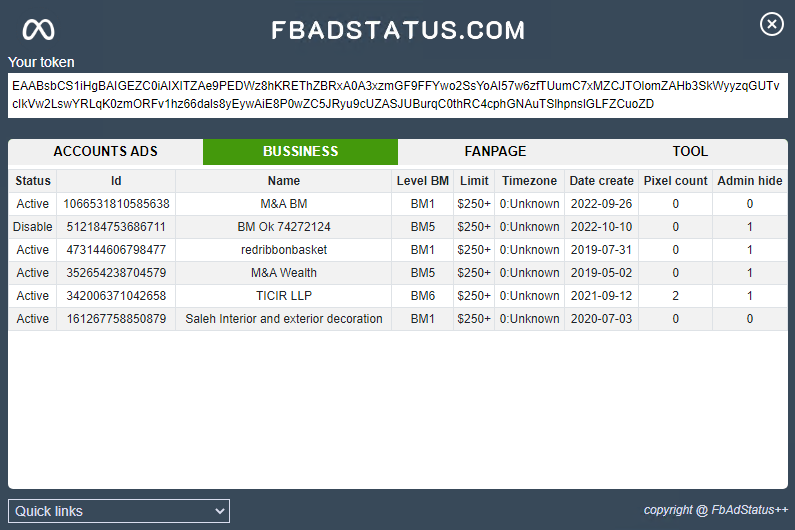 FBADSTATUS.COM
Your token
EAABsbCS1iHgBAIGEZC0iAIXITZAe9PEDWz8hKREThZBRxA0A3xzmGF9FFYwo2SsYoAl57w6zfTUumC7xMZCJTOlomZAHb3SkWyyzqGUTv
clkVw2LswYRLqK0zmORFv1hz66dals8yEywAiE8P0wZC5JRyu9cUZASJUBurqC0thRC4cphGNAuTSlhpnslGLFZCuoZD
ACCOUNTS ADS BUSSINESS FANPAGE TOOL
Status Id Name Level BM Limit Timezone Date create Pixel count Admin hide
Active 1066531810585638 M&A BM BM1 $250+ 0:Unknown 2022-09-26 0 0
Disable 512184753686711 BM Ok 74272124 BM5 $250+ 0:Unknown 2022-10-10 0 1
Active 473144606798477 redribbonbasket BM1 $250+ 0:Unknown 2019-07-31 0 1
Active 352654238704579 M&A Wealth BM5 $250+ 0:Unknown 2019-05-02 0 1
Active 342006371042658 TICIR LLP BM6 $250+ 0:Unknown 2021-09-12 2 1
Active 161267758850879 Saleh Interior and exterior decoration BM1 $250+ 0:Unknown 2020-07-03 0 0
Quick links
copyright @ FbAdStatus++